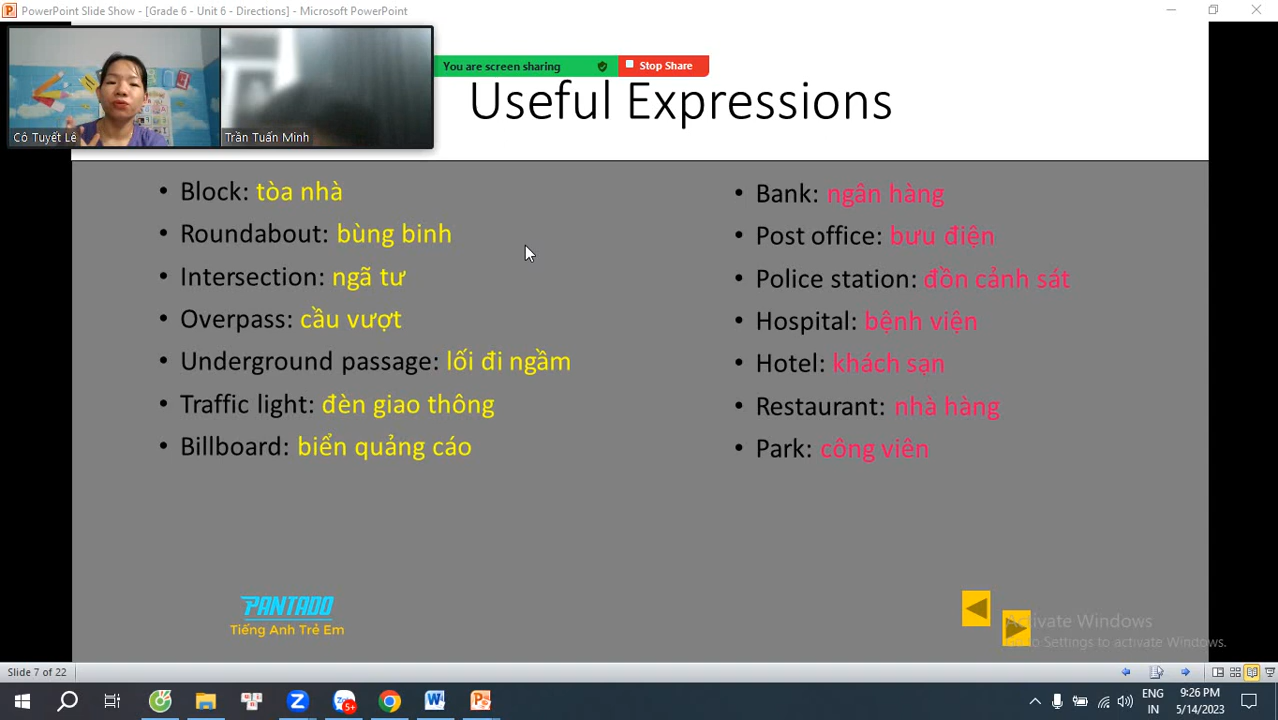 PowerPoint Slide Show - [Grade 6 - Unit 6 - Directions] - Microsoft PowerPoint
You are screen sharing
Stop Share
Cô Tuyết Lê
Trần Tuấn Minh
Useful Expressions
• Block: tòa nhà
• Roundabout: bùng binh
• Intersection: ngã tư
• Overpass: cầu vượt
• Underground passage: lối đi ngầm
• Traffic light: đèn giao thông
• Billboard: biển quảng cáo
• Bank: ngân hàng
• Post office: bưu điện
• Police station: đồn cảnh sát
• Hospital: bệnh viện
• Hotel: khách sạn
• Restaurant: nhà hàng
• Park: công viên
PANTADO
Tiếng Anh Trẻ Em
Activate Windows
Go to Settings to activate Windows.
Slide 7 of 22
5+
ENG
IN
9:26 PM
5/14/2023